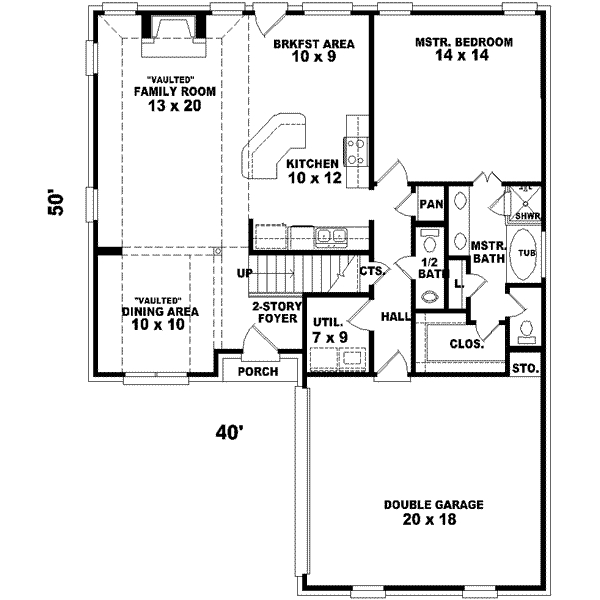 BRKFST AREA
10 x 9
MSTR. BEDROOM
14 x 14
"VAULTED"
FAMILY ROOM
13 x 20
KITCHEN
10 x 12
50'
PAN
SHWR
MSTR.
BATH
TUB
1/2
BATH
L.
UP
CTS.
"VAULTED"
DINING AREA
10 x 10
2-STORY
FOYER
UTIL.
7 x 9
HALL
CLOS.
STO.
PORCH
40'
DOUBLE GARAGE
20 x 18